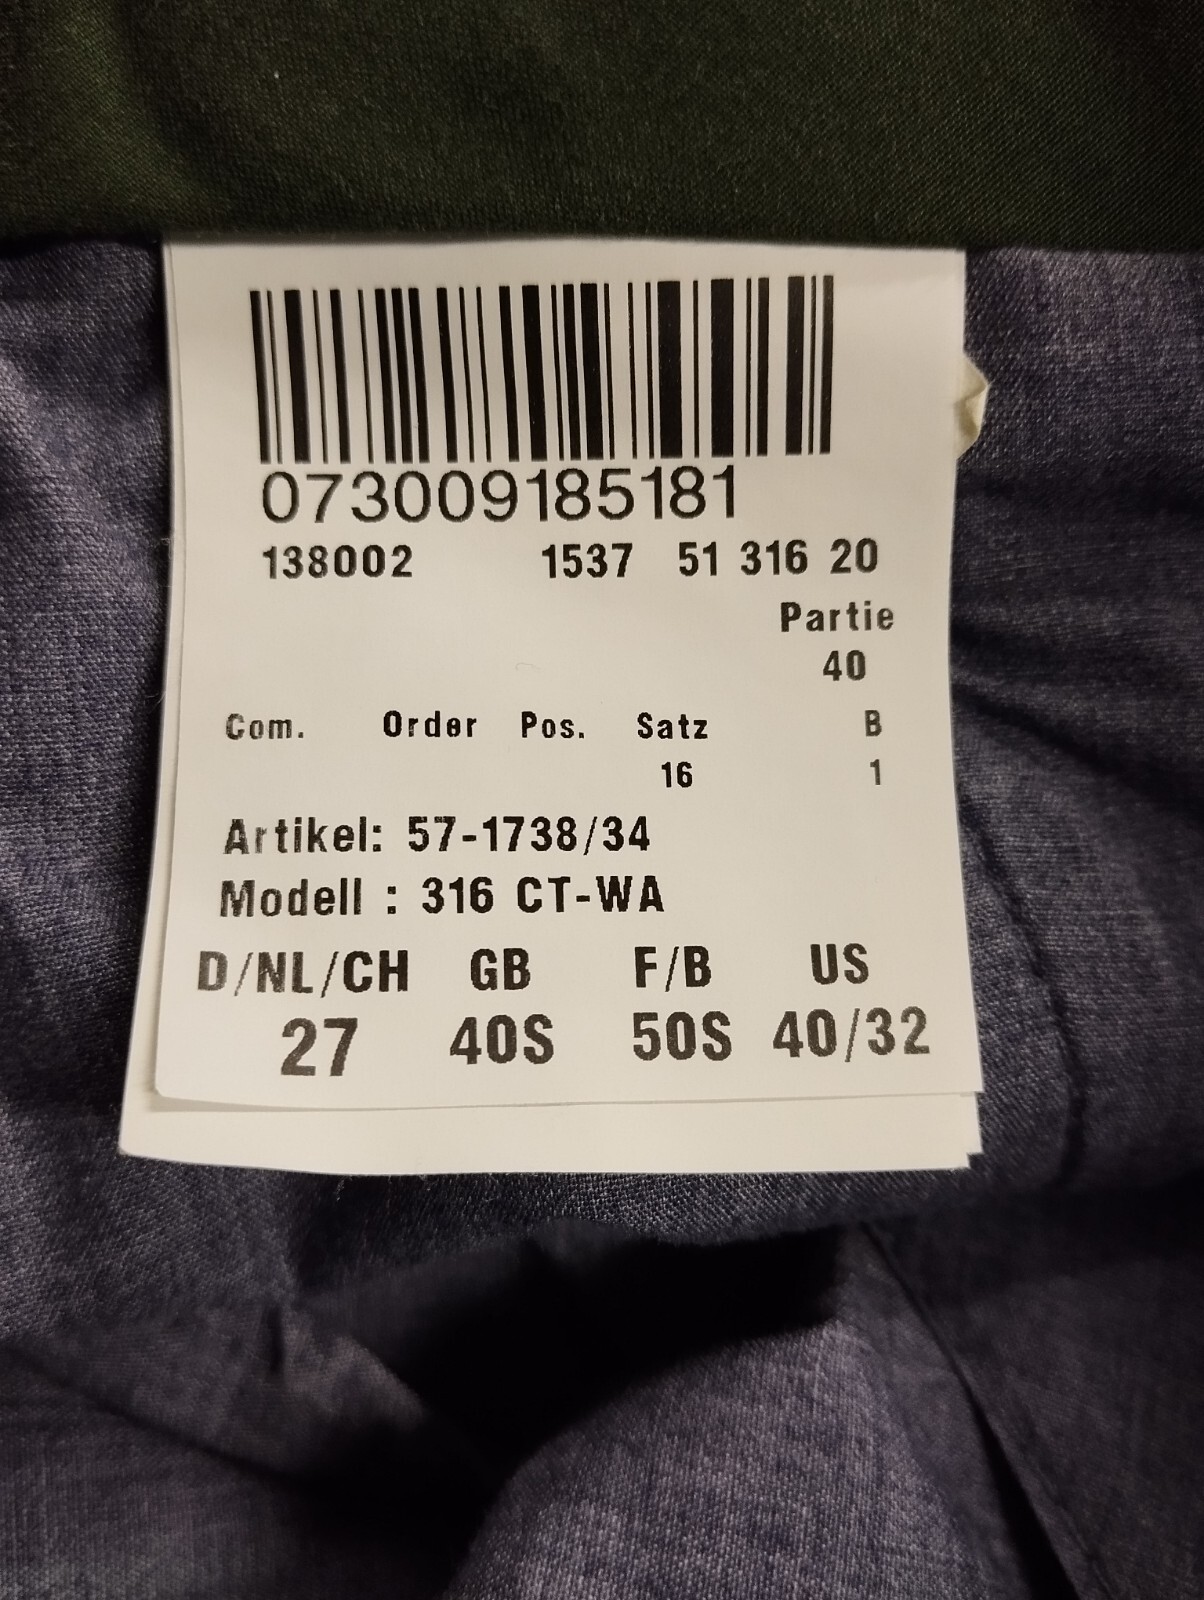 073009185181
138002 1537 51 316 20
Partie
40
Com. Order Pos. Satz B
16 1
Artikel: 57-1738/34
Modell : 316 CT-WA
D/NL/CH GB F/B US
27 40S 50S 40/32